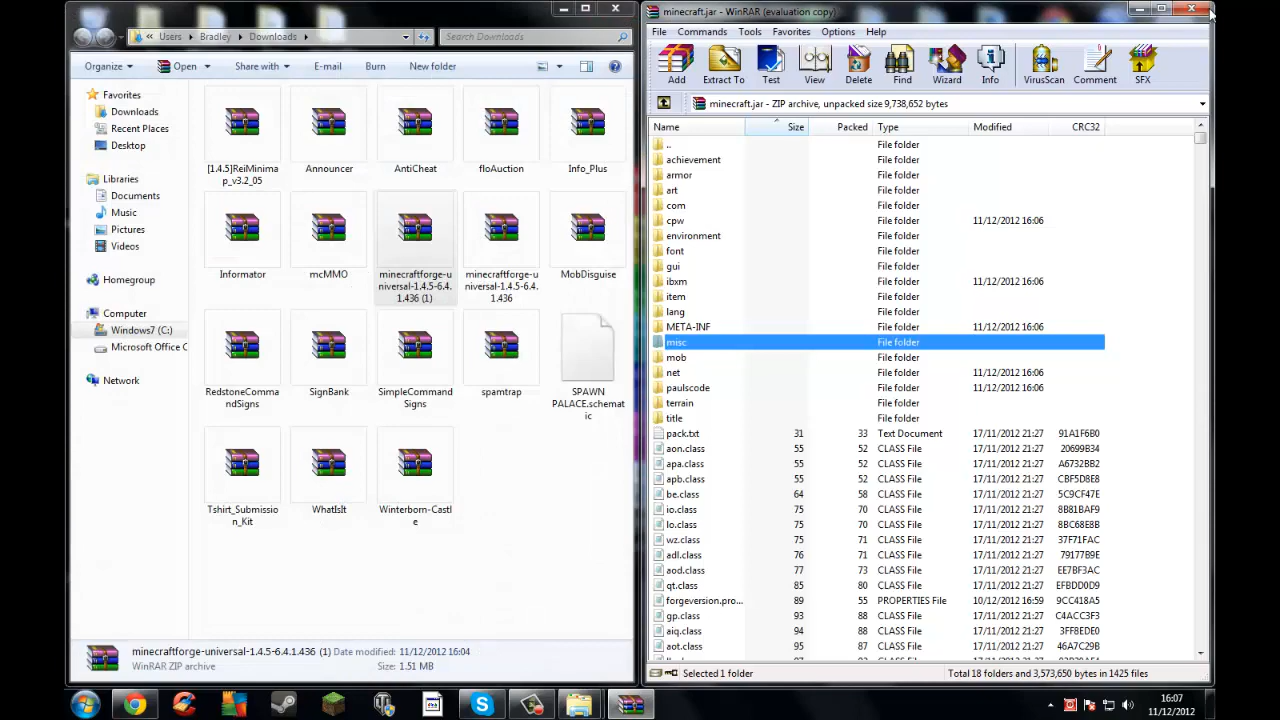 Users
Bradley
Downloads
Search Downloads
Organize
Open
Share with
E-mail
Burn
New folder
Favorites
Downloads
Recent Places
Desktop
Libraries
Documents
Music
Pictures
Videos
Homegroup
Computer
Windows7 (C:)
Microsoft Office C
Network
[1.4.5]ReiMinima
p_v3.2_05
Announcer
AntiCheat
floAuction
Info_Plus
Informator
mcMMO
minecraftforge-u
niversal-1.4.5-6.4.
1.436 (1)
minecraftforge-u
niversal-1.4.5-6.4.
1.436
MobDisguise
RedstoneComma
ndSigns
SignBank
SimpleCommand
Signs
spamtrap
SPAWN
PALACE.schemat
ic
Tshirt_Submissio
n_Kit
WhatIsIt
Winterborn-Castl
e
minecraftforge-universal-1.4.5-6.4.1.436 (1) Date modified: 11/12/2012 16:04
WinRAR ZIP archive Size: 1.51 MB
minecraft.jar - WinRAR (evaluation copy)
File Commands Tools Favorites Options Help
Add Extract To Test View Delete Find Wizard Info VirusScan Comment SFX
minecraft.jar - ZIP archive, unpacked size 9,738,652 bytes
Name Size Packed Type Modified CRC32
.. File folder
achievement File folder
armor File folder
art File folder
com File folder
cpw File folder 11/12/2012 16:06
environment File folder
font File folder
gui File folder
ibxm File folder 11/12/2012 16:06
item File folder
lang File folder
META-INF File folder 11/12/2012 16:06
misc File folder
mob File folder
net File folder 11/12/2012 16:06
paulscode File folder 11/12/2012 16:06
terrain File folder
title File folder
pack.txt 31 33 Text Document 17/11/2012 21:27 91A1F6B0
aon.class 55 52 CLASS File 17/11/2012 21:27 20699B34
apa.class 55 52 CLASS File 17/11/2012 21:27 A6732BB2
apb.class 55 52 CLASS File 17/11/2012 21:27 CBF5D8E8
be.class 64 58 CLASS File 17/11/2012 21:27 5C9CF47E
io.class 75 70 CLASS File 17/11/2012 21:27 8B81BAF9
lo.class 75 70 CLASS File 17/11/2012 21:27 8BC68E8B
wz.class 75 71 CLASS File 17/11/2012 21:27 37F71FAC
adl.class 76 71 CLASS File 17/11/2012 21:27 79177B9E
aod.class 77 73 CLASS File 17/11/2012 21:27 EE7BF3AC
qt.class 85 80 CLASS File 17/11/2012 21:27 EFBDD0D9
forgeversion.pro... 89 55 PROPERTIES File 10/12/2012 16:59 9CC418A5
gp.class 93 88 CLASS File 17/11/2012 21:27 C4ACC3F3
aiq.class 94 88 CLASS File 17/11/2012 21:27 3FF8EDE0
aot.class 95 87 CLASS File 17/11/2012 21:27 46A7C29B
Selected 1 folder
Total 18 folders and 3,573,650 bytes in 1425 files
16:07
11/12/2012